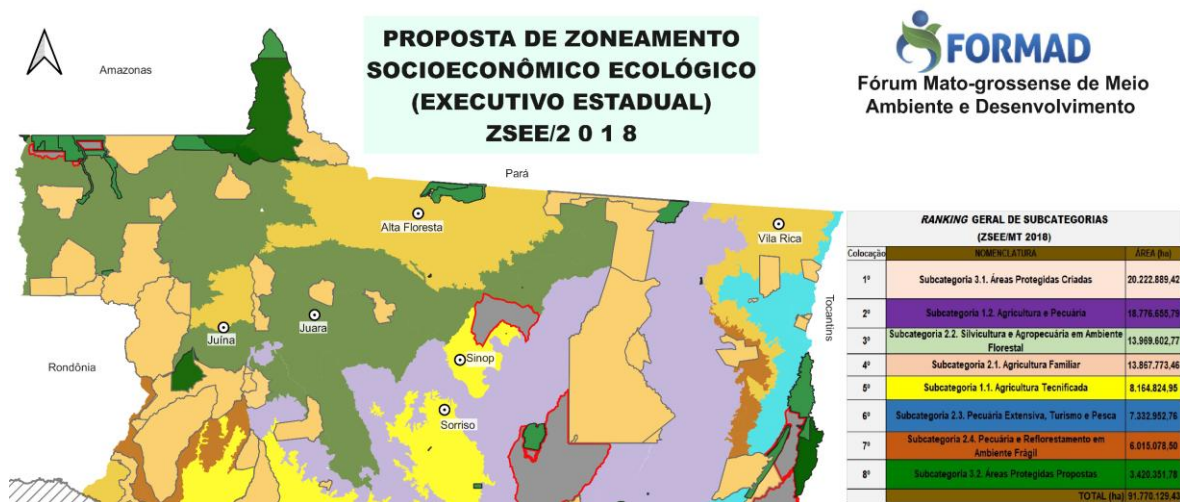 PROPOSTA DE ZONEAMENTO
SOCIOECONÔMICO ECOLÓGICO
(EXECUTIVO ESTADUAL)
ZSEE/2 0 1 8
FORMAD
Fórum Mato-grossense de Meio
Ambiente e Desenvolvimento
Amazonas
Pará
Alta Floresta
Vila Rica
Tocantins
Juína
Juara
Sinop
Rondônia
Sorriso
RANKING GERAL DE SUBCATEGORIAS
(ZSEE/MT 2018)
Colocação NOMENCLATURA ÁREA (ha)
1º Subcategoria 3.1. Áreas Protegidas Criadas 20.222.889,42
2º Subcategoria 1.2. Agricultura e Pecuária 18.776.655,79
3º Subcategoria 2.2. Silvicultura e Agropecuária em Ambiente
Florestal 13.969.602,77
4º Subcategoria 2.1. Agricultura Familiar 13.867.773,46
5º Subcategoria 1.1. Agricultura Tecnificada 8.164.824,95
6º Subcategoria 2.3. Pecuária Extensiva, Turismo e Pesca 7.332.952,76
7º Subcategoria 2.4. Pecuária e Reflorestamento em
Ambiente Frágil 6.015.078,50
8º Subcategoria 3.2. Áreas Protegidas Propostas 3.420.351,78
TOTAL (ha) 91.770.129,43